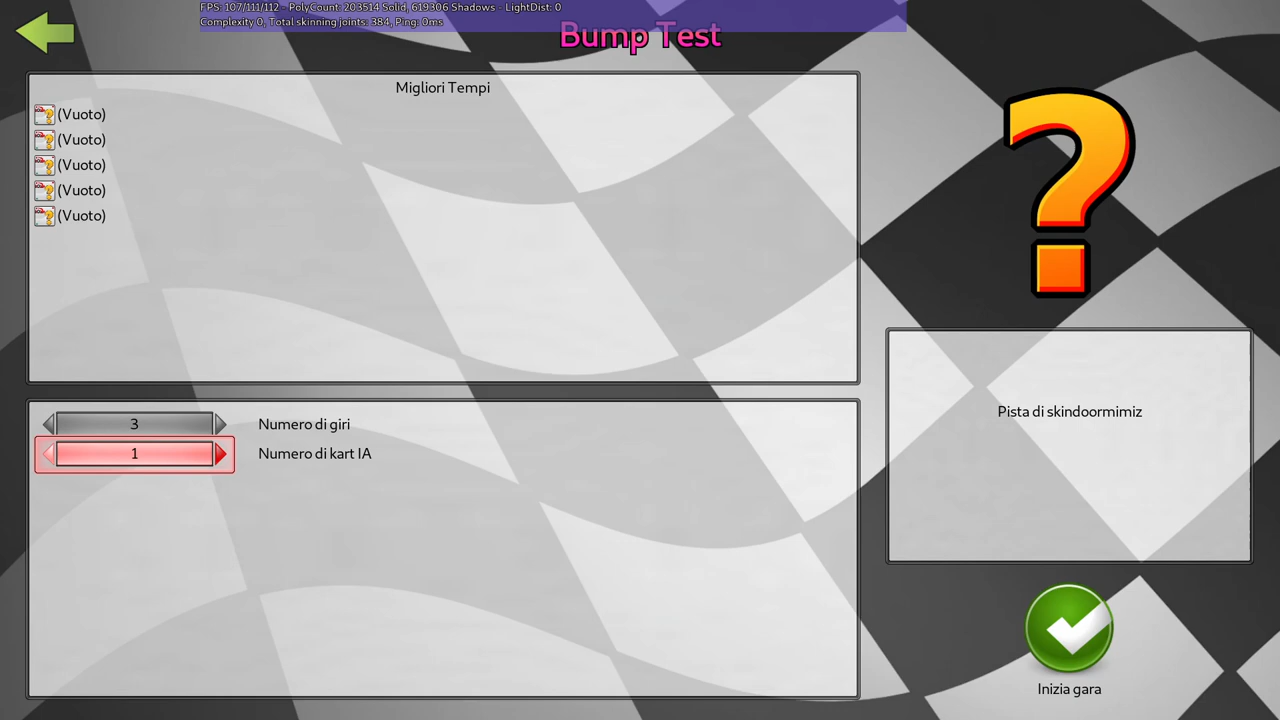 FPS: 107/111/112 - PolyCount: 203514 Solid, 619306 Shadows - LightDist: 0
Complexity 0, Total skinning joints: 384, Ping: 0ms
Bump Test
Migliori Tempi
(Vuoto)
(Vuoto)
(Vuoto)
(Vuoto)
(Vuoto)
?
Pista di skindoormimiz
3 Numero di giri
1 Numero di kart IA
Inizia gara